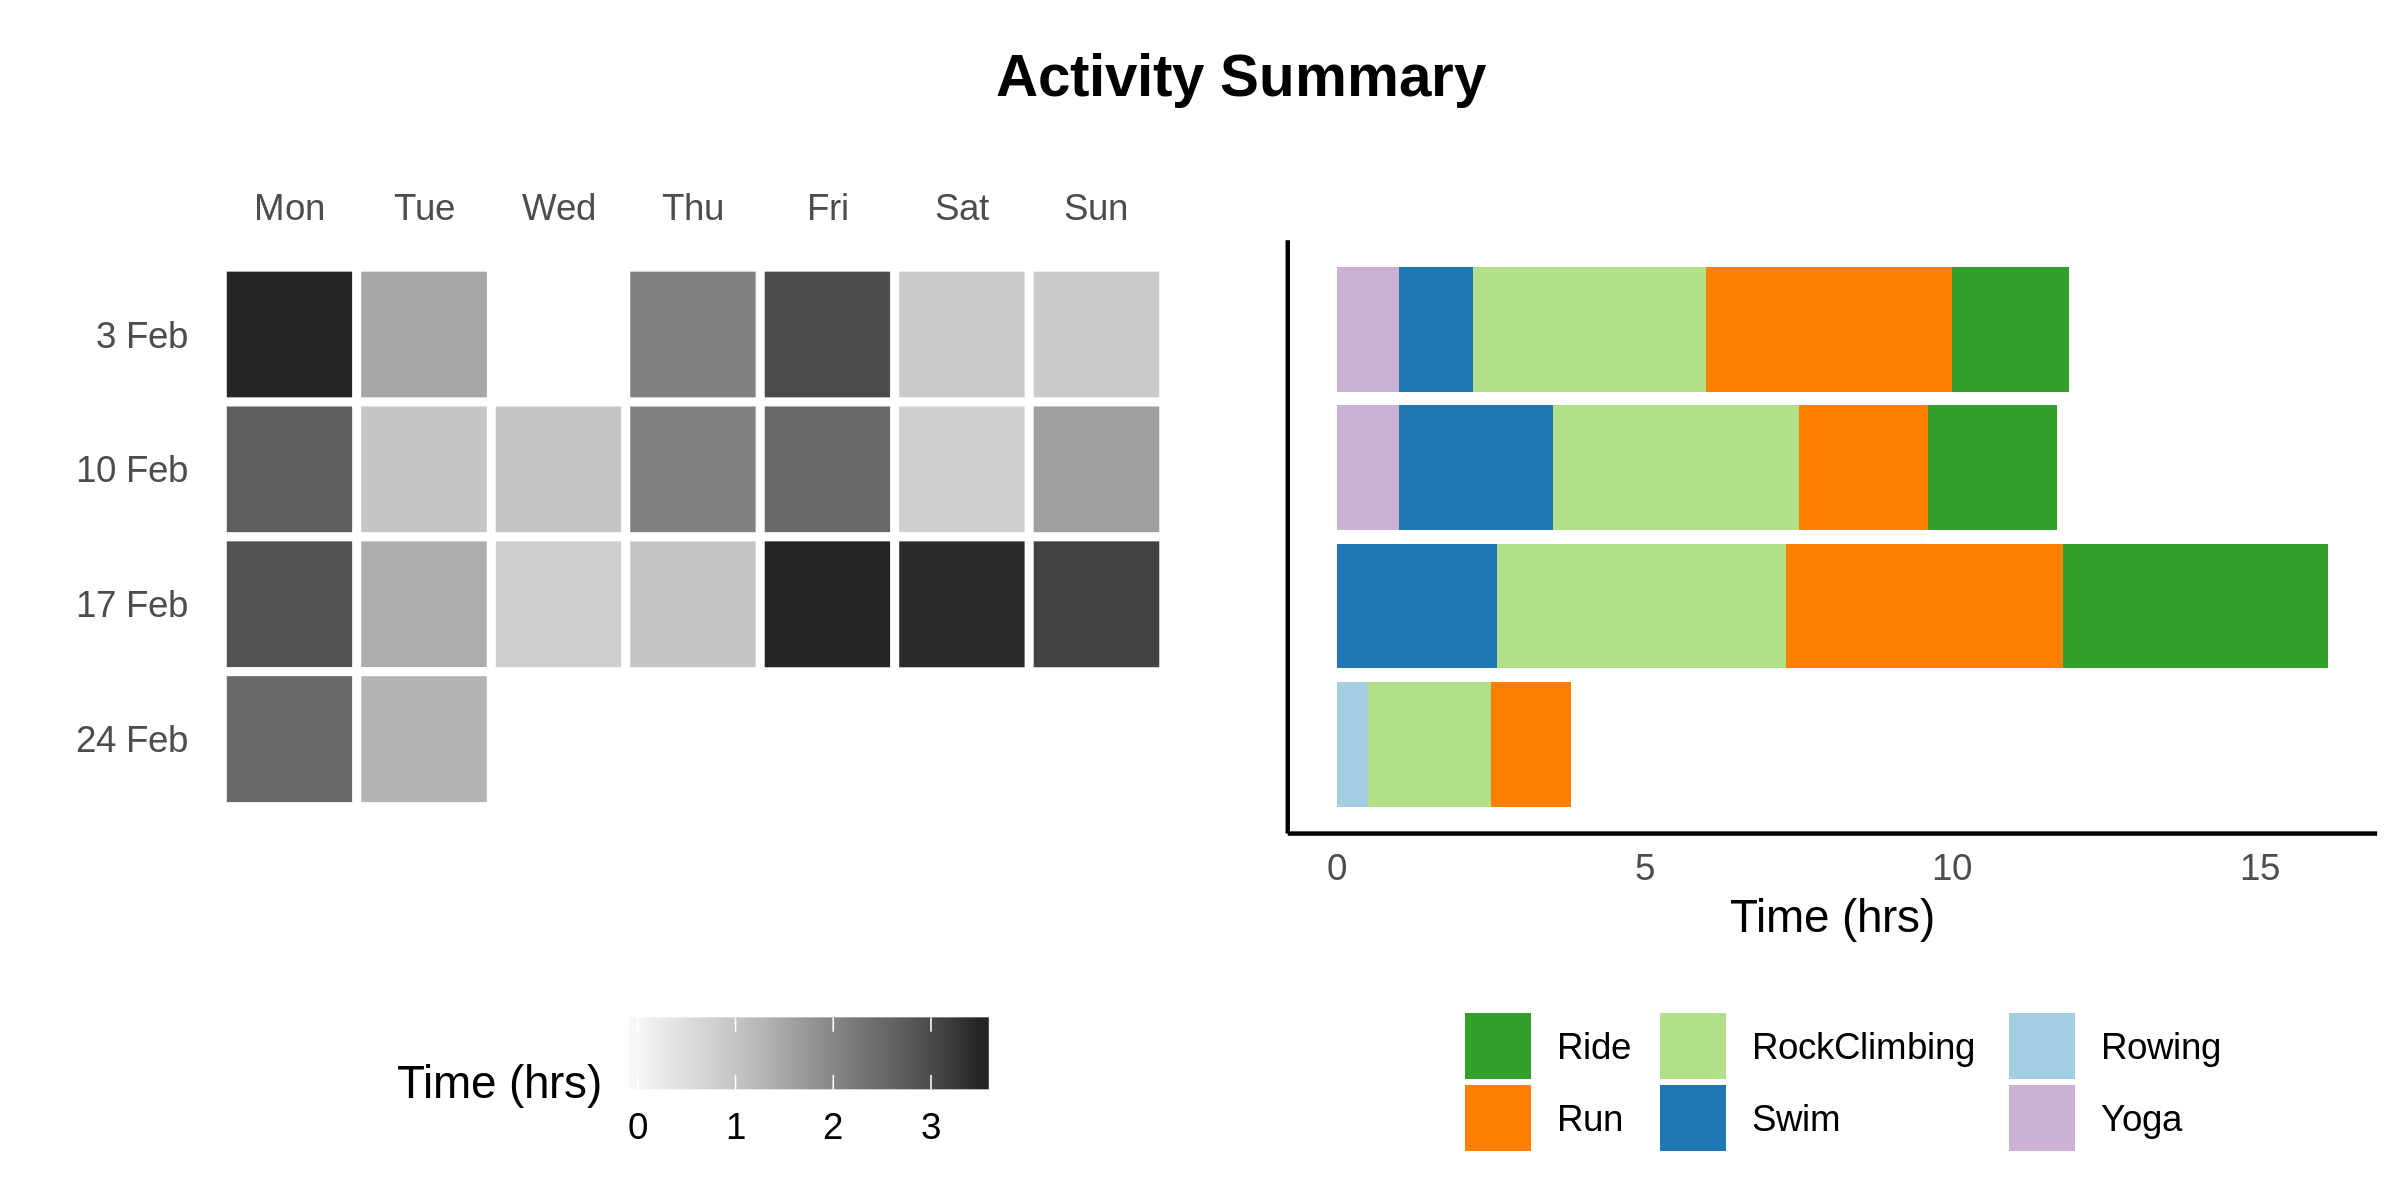 Activity Summary
Mon Tue Wed Thu Fri Sat Sun
3 Feb
10 Feb
17 Feb
24 Feb
0 5 10 15
Time (hrs)
Time (hrs)
0 1 2 3
Ride RockClimbing Rowing
Run Swim Yoga